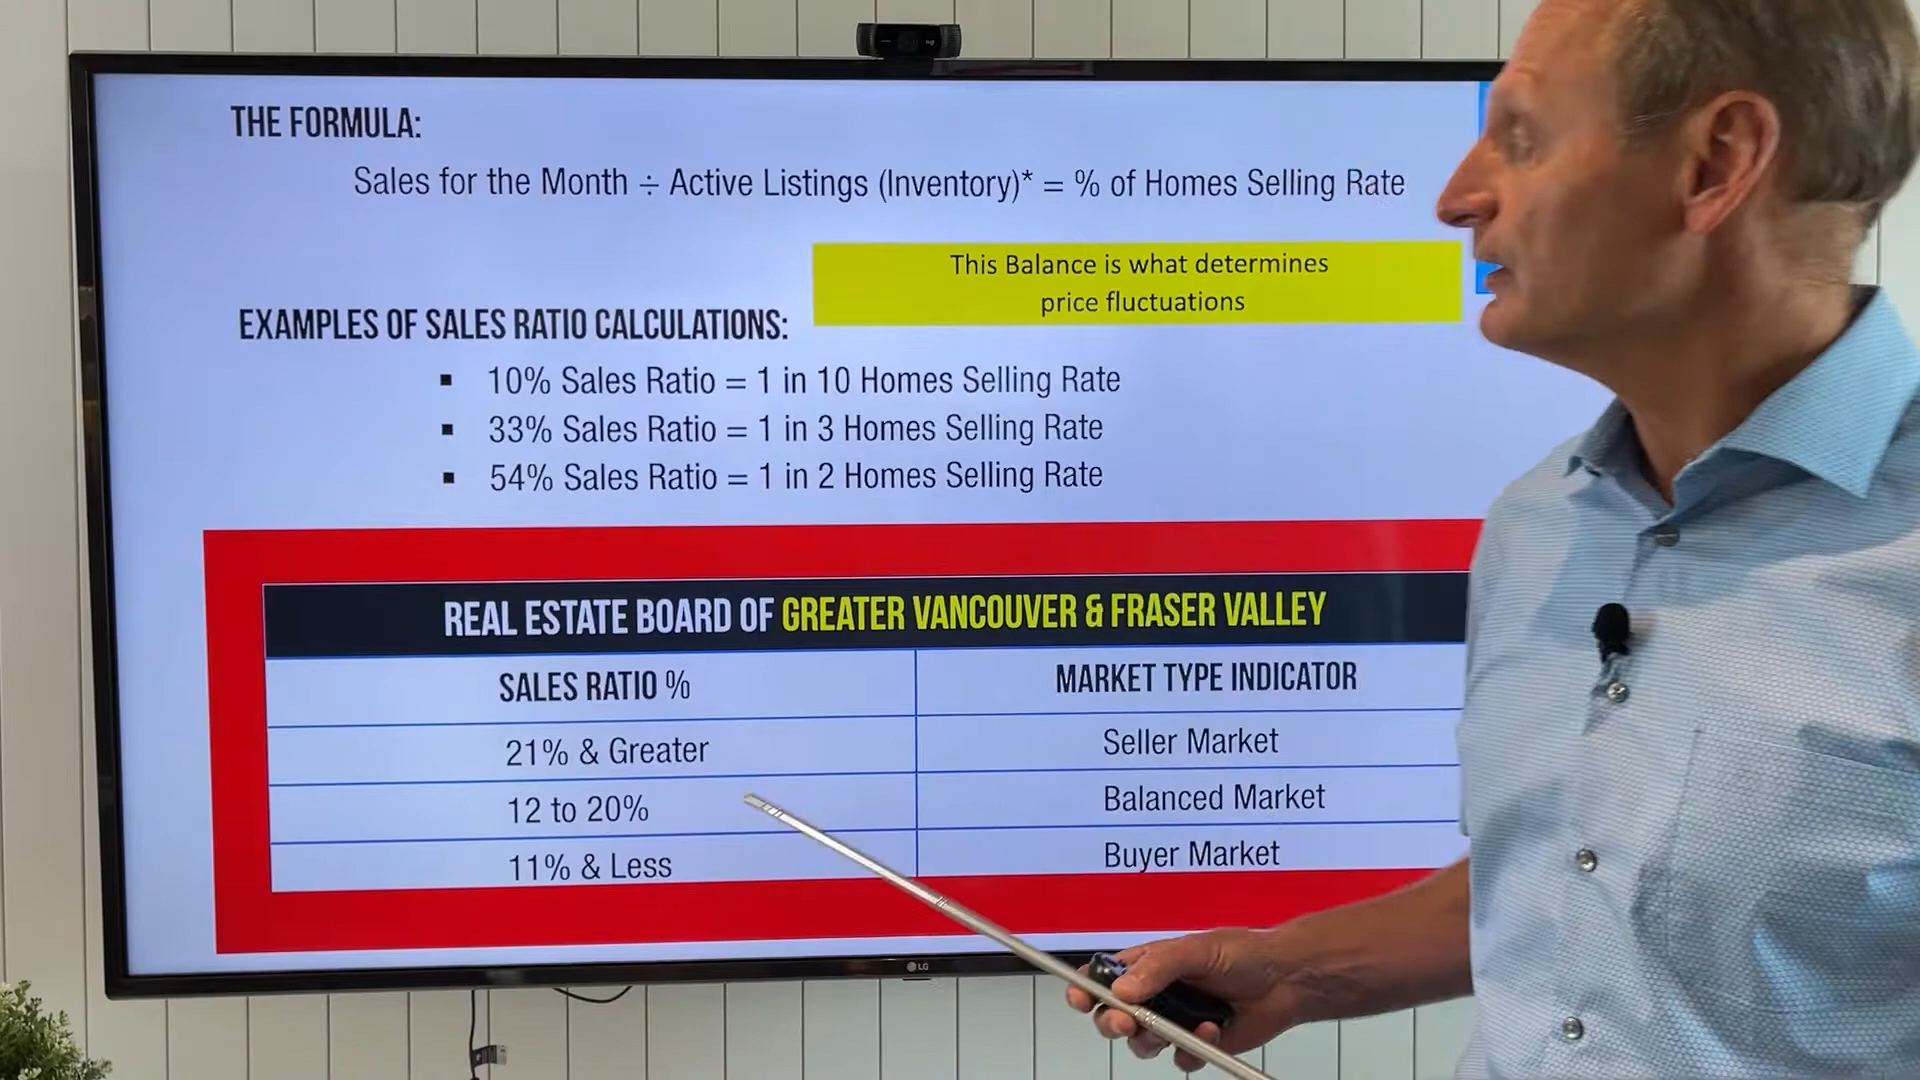 THE FORMULA:
Sales for the Month ÷ Active Listings (Inventory)* = % of Homes Selling Rate
This Balance is what determines
price fluctuations
EXAMPLES OF SALES RATIO CALCULATIONS:
▪ 10% Sales Ratio = 1 in 10 Homes Selling Rate
▪ 33% Sales Ratio = 1 in 3 Homes Selling Rate
▪ 54% Sales Ratio = 1 in 2 Homes Selling Rate
REAL ESTATE BOARD OF GREATER VANCOUVER & FRASER VALLEY
SALES RATIO % MARKET TYPE INDICATOR
21% & Greater Seller Market
12 to 20% Balanced Market
11% & Less Buyer Market
LG